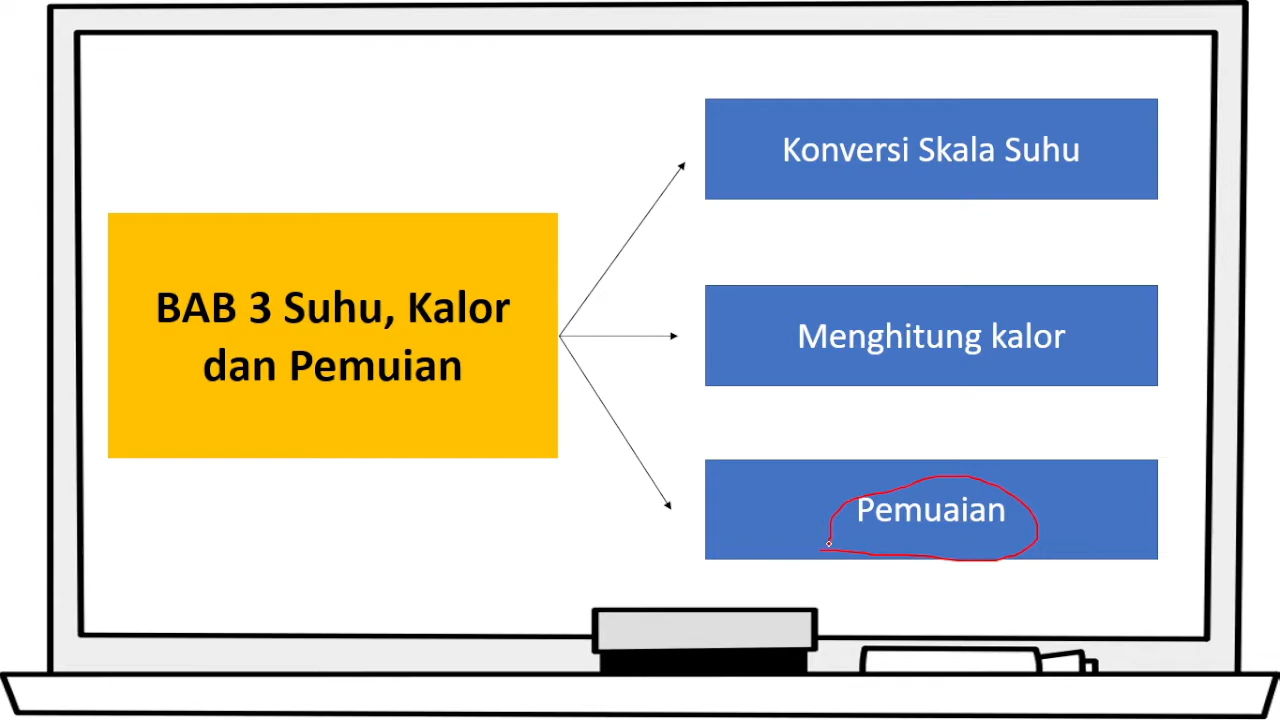 BAB 3 Suhu, Kalor
dan Pemuian
Konversi Skala Suhu
Menghitung kalor
Pemuaian